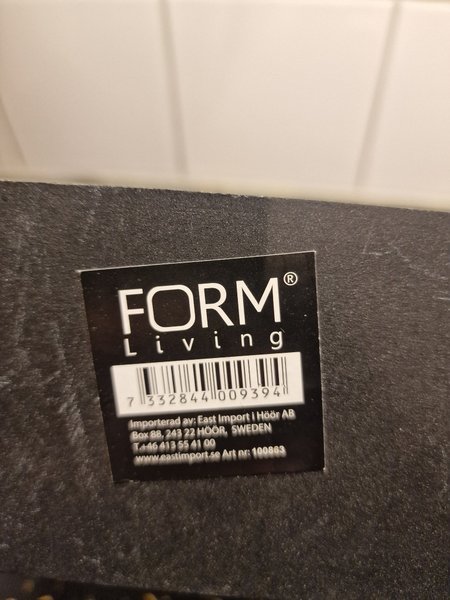 FORM®
Living
7 332844 009394
Importerad av: East Import i Höör AB
Box 88, 243 22 HÖÖR, SWEDEN
T.+46 413 55 41 00
www.eastimport.se Art nr: 100883